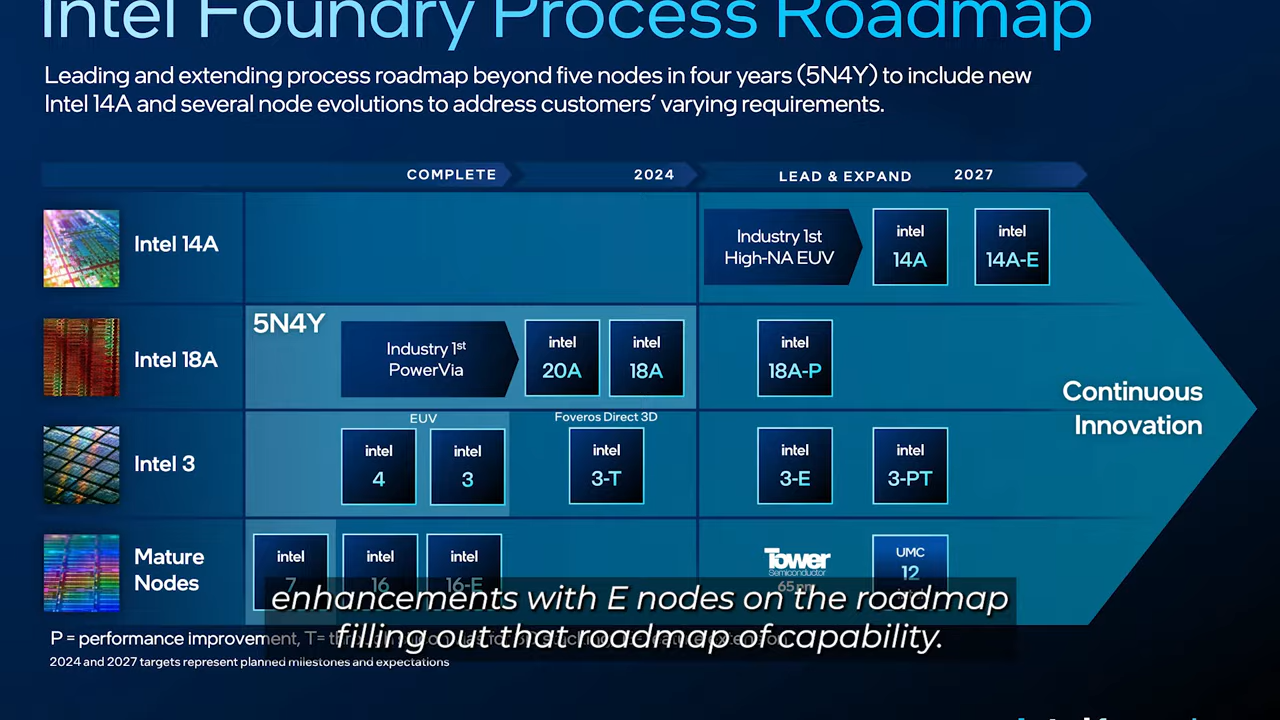 Intel Foundry Process Roadmap
Leading and extending process roadmap beyond five nodes in four years (5N4Y) to include new
Intel 14A and several node evolutions to address customers’ varying requirements.
COMPLETE 2024 LEAD & EXPAND 2027
Intel 14A
Industry 1st
High-NA EUV
intel
14A
intel
14A-E
5N4Y
Intel 18A
Industry 1st
PowerVia
intel
20A
intel
18A
intel
18A-P
Continuous
Innovation
EUV
Foveros Direct 3D
Intel 3
intel
4
intel
3
intel
3-T
intel
3-E
intel
3-PT
Mature
Nodes
intel
7
intel
16
intel
16-E
Tower
Semiconductor
65nm
UMC
12
enhancements with E nodes on the roadmap
filling out that roadmap of capability.
P = performance improvement, T=
2024 and 2027 targets represent planned milestones and expectations